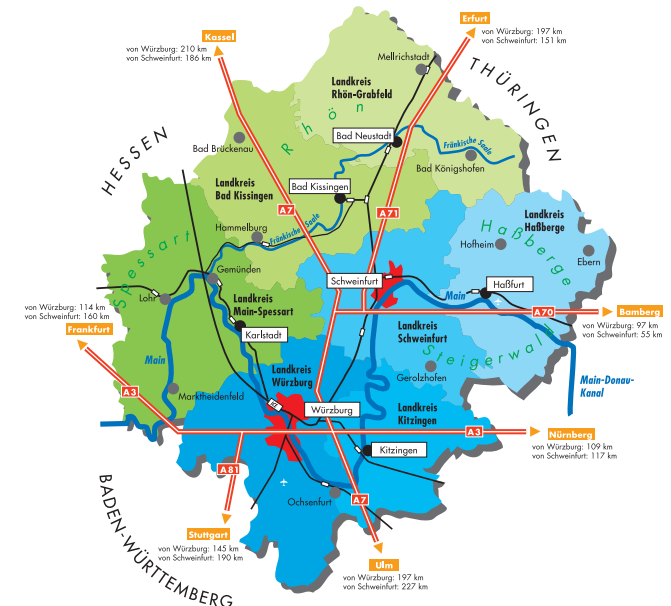 Erfurt
von Würzburg: 197 km
von Schweinfurt: 151 km
Kassel
von Würzburg: 210 km
von Schweinfurt: 186 km
Mellrichstadt
THÜRINGEN
Landkreis
Rhön-Grabfeld
Rhön
HESSEN
Bad Neustadt
Bad Brückenau
Fränkische Saale
Bad Königshofen
Landkreis
Bad Kissingen
Bad Kissingen
A7
A71
Landkreis
Haßberge
Haßberge
Hammelburg
Fränkische Saale
Hofheim
Ebern
Spessart
Gemünden
Schweinfurt
Haßfurt
Main
Lohr
Landkreis
Main-Spessart
A70
Bamberg
von Würzburg: 97 km
von Schweinfurt: 55 km
von Würzburg: 114 km
von Schweinfurt: 160 km
Frankfurt
Karlstadt
Landkreis
Schweinfurt
Steigerwald
Main
Landkreis
Würzburg
Gerolzhofen
Main-Donau-
Kanal
A3
Marktheidenfeld
Würzburg
Landkreis
Kitzingen
A3
Nürnberg
von Würzburg: 109 km
von Schweinfurt: 117 km
Kitzingen
A81
BADEN-WÜRTTEMBERG
Ochsenfurt
A7
Stuttgart
von Würzburg: 145 km
von Schweinfurt: 190 km
Ulm
von Würzburg: 197 km
von Schweinfurt: 227 km